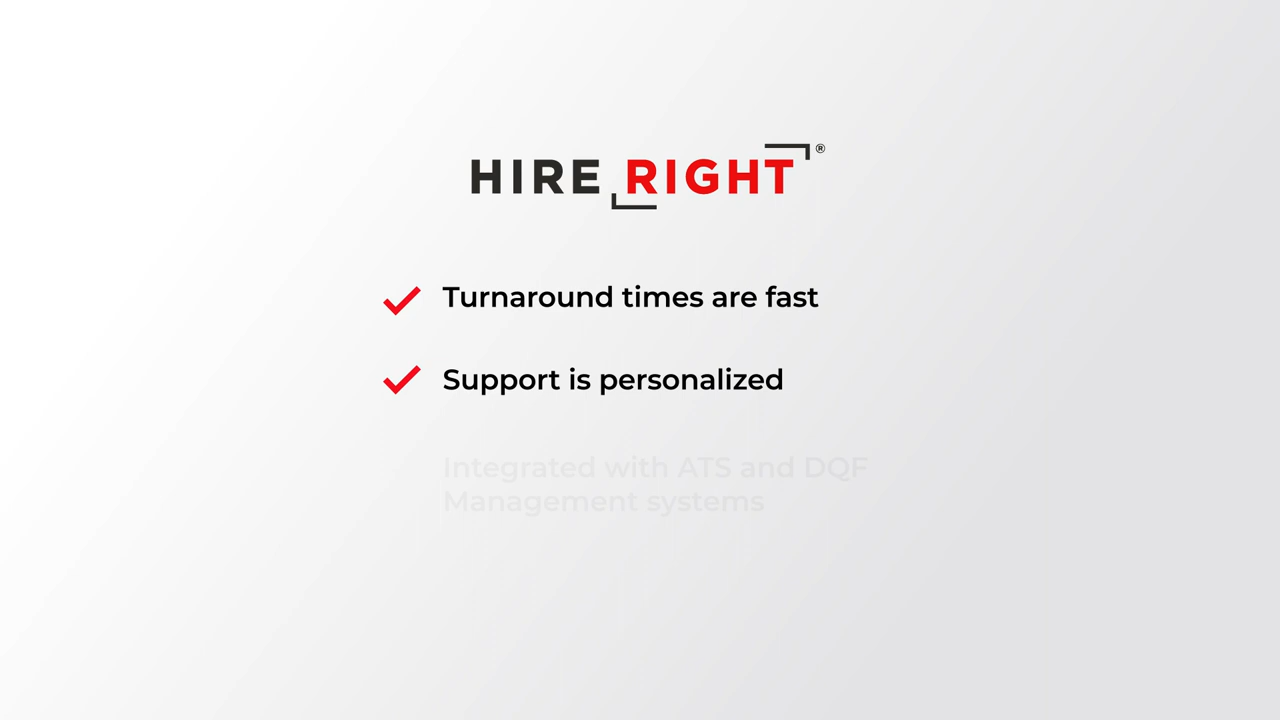 HIRE RIGHT®
Turnaround times are fast
Support is personalized
Integrated with ATS and DQF
Management systems